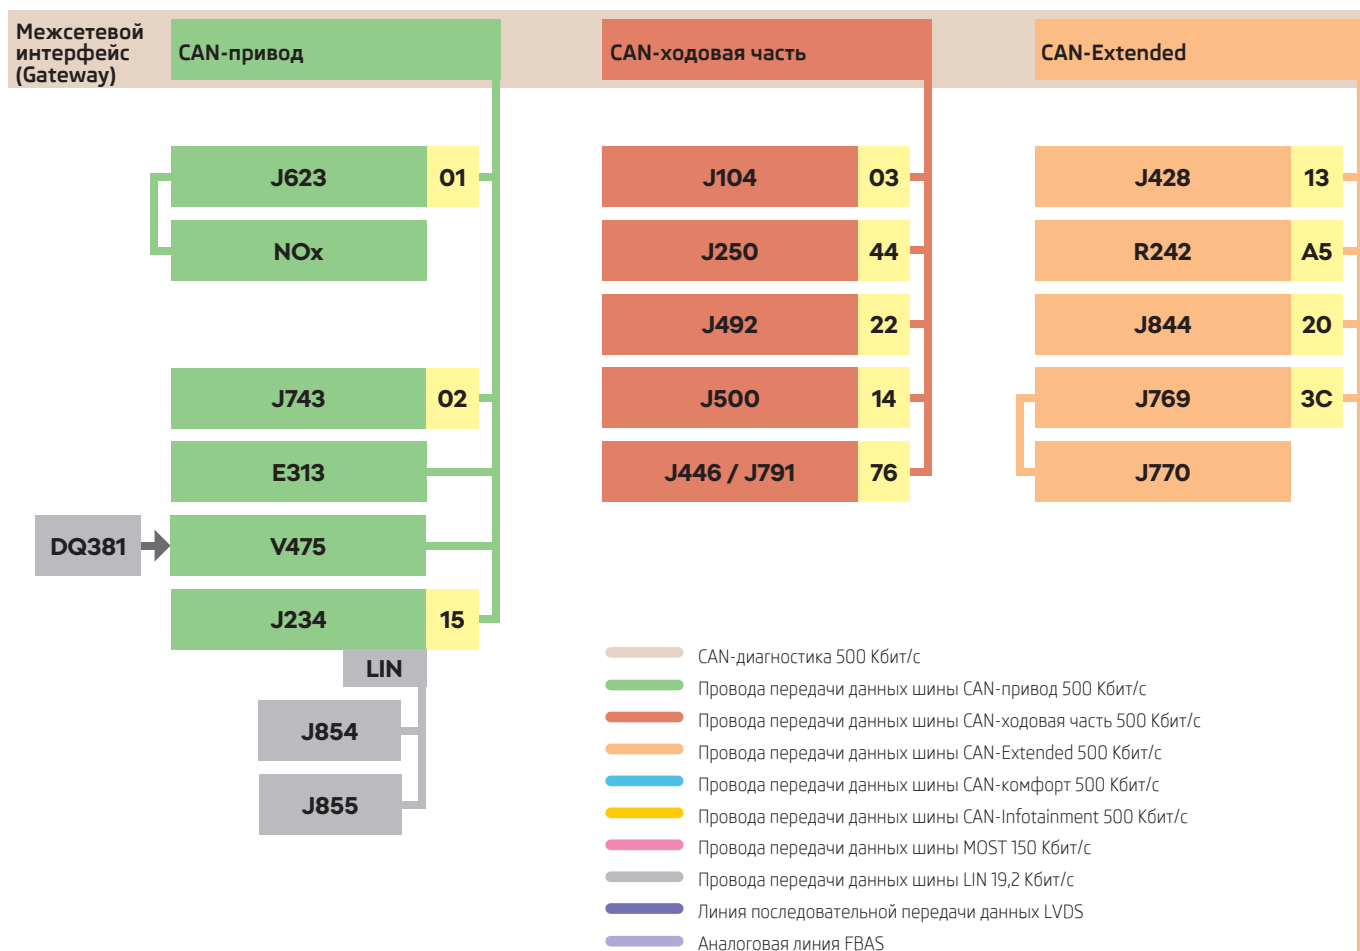 Межсетевой
интерфейс
(Gateway)
CAN-привод
CAN-ходовая часть
CAN-Extended
J623 01
NOx
J743 02
E313
DQ381
V475
J234 15
LIN
J854
J855
J104 03
J250 44
J492 22
J500 14
J446 / J791 76
J428 13
R242 A5
J844 20
J769 3C
J770
CAN-диагностика 500 Кбит/с
Провода передачи данных шины CAN-привод 500 Кбит/с
Провода передачи данных шины CAN-ходовая часть 500 Кбит/с
Провода передачи данных шины CAN-Extended 500 Кбит/с
Провода передачи данных шины CAN-комфорт 500 Кбит/с
Провода передачи данных шины CAN-Infotainment 500 Кбит/с
Провода передачи данных шины MOST 150 Кбит/с
Провода передачи данных шины LIN 19,2 Кбит/с
Линия последовательной передачи данных LVDS
Аналоговая линия FBAS